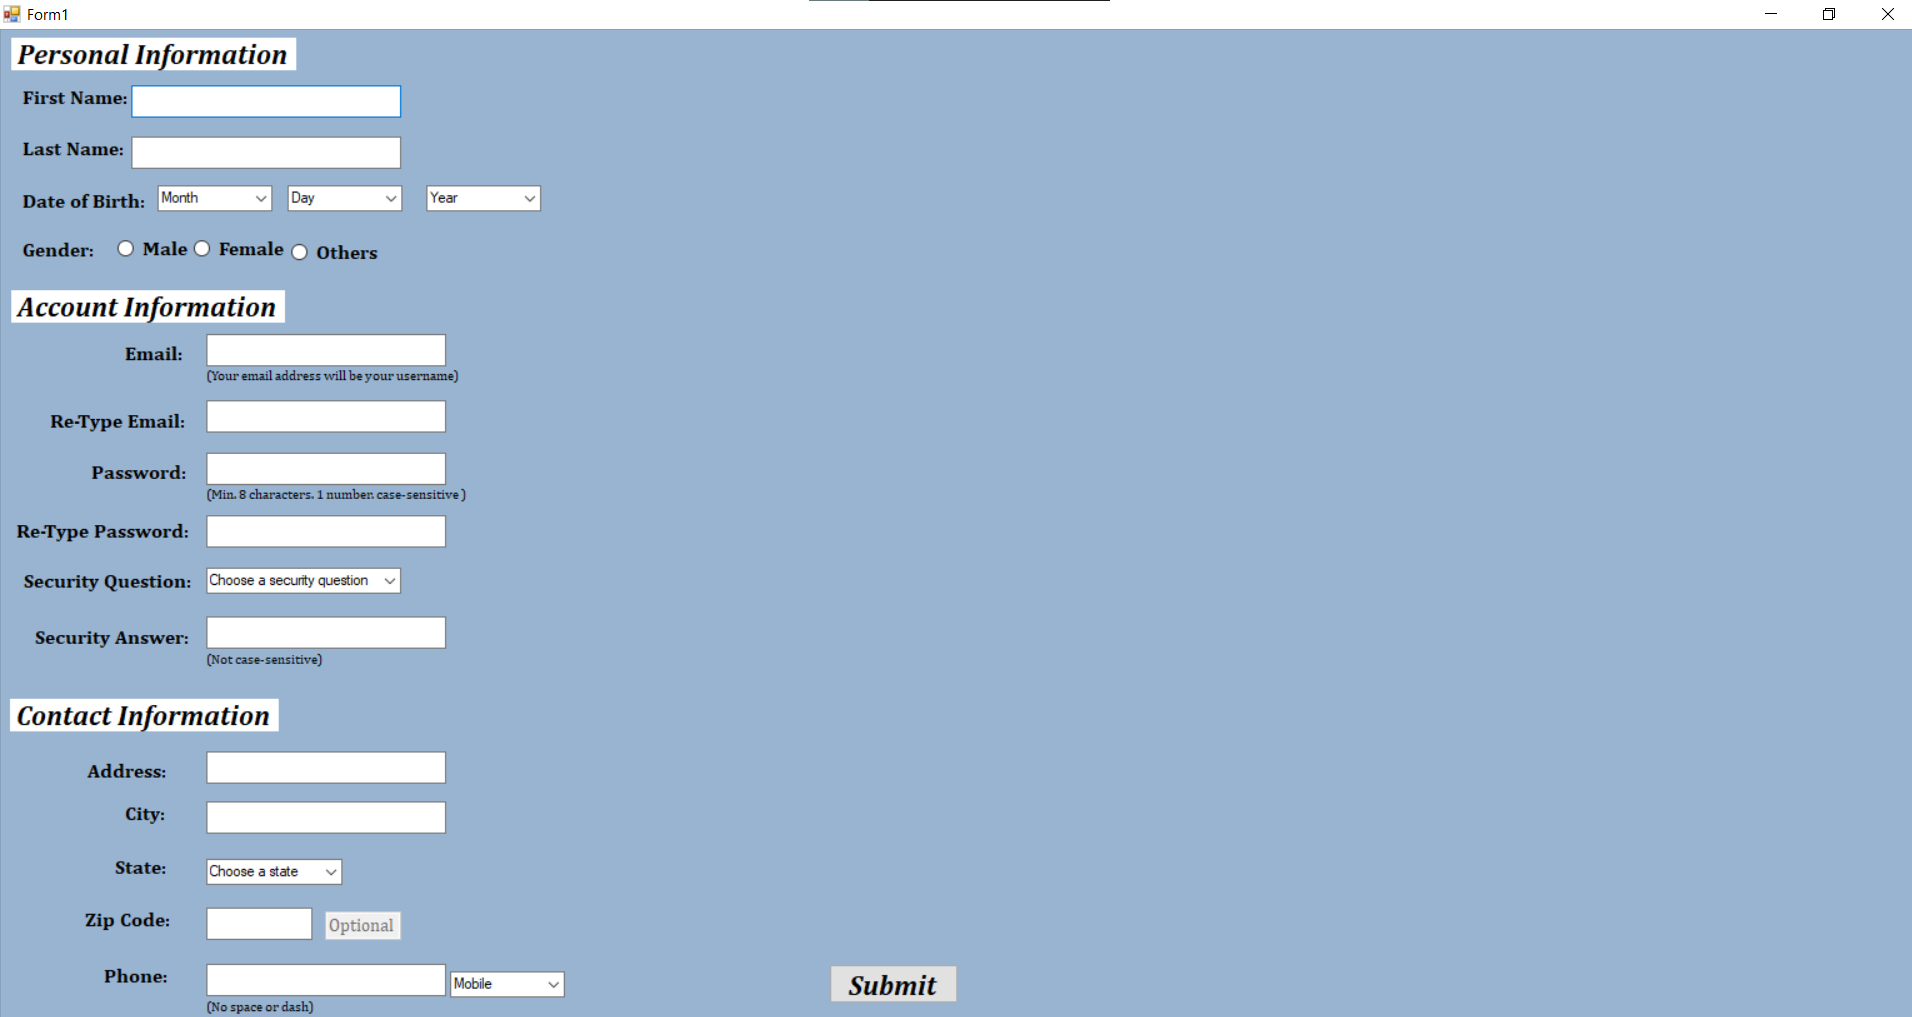 Form1
Personal Information
First Name:
Last Name:
Date of Birth: Month Day Year
Gender: Male Female Others
Account Information
Email:
(Your email address will be your username)
Re-Type Email:
Password:
(Min. 8 characters. 1 number. case-sensitive )
Re-Type Password:
Security Question: Choose a security question
Security Answer:
(Not case-sensitive)
Contact Information
Address:
City:
State: Choose a state
Zip Code: Optional
Phone: Mobile Submit
(No space or dash)